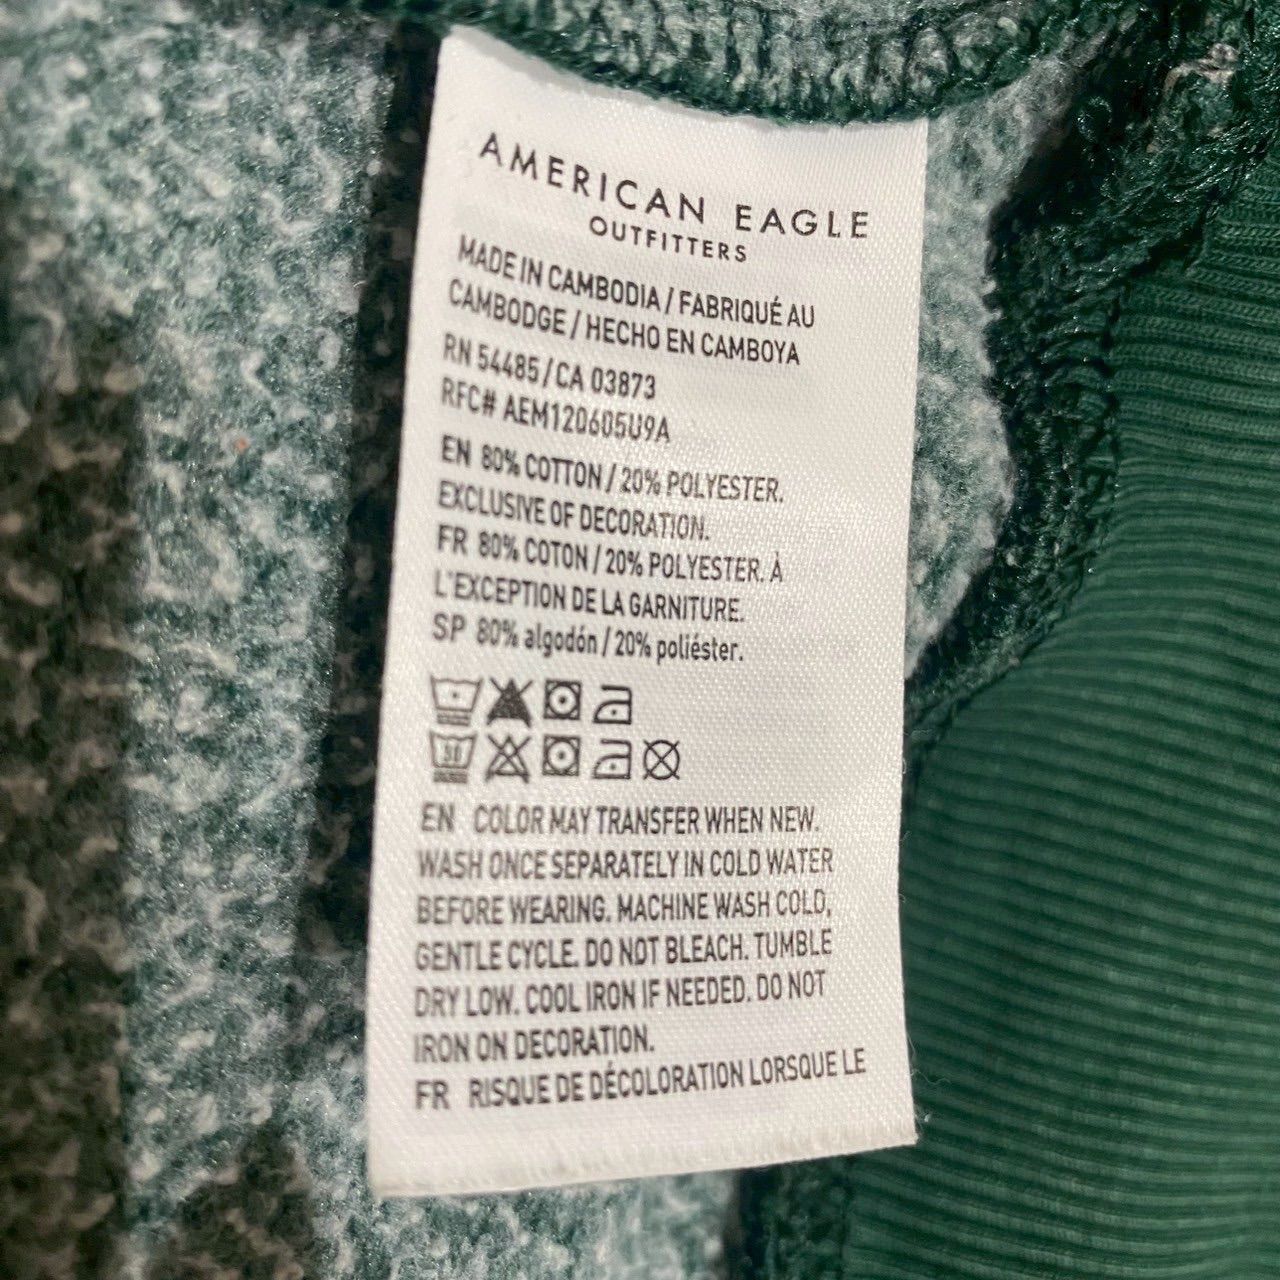 AMERICAN EAGLE
OUTFITTERS
MADE IN CAMBODIA / FABRIQUÉ AU
CAMBODGE / HECHO EN CAMBOYA
RN 54485 / CA 03873
RFC# AEM120605U9A
EN 80% COTTON / 20% POLYESTER.
EXCLUSIVE OF DECORATION.
FR 80% COTON / 20% POLYESTER. À
L'EXCEPTION DE LA GARNITURE.
SP 80% algodón / 20% poliéster.
30
EN COLOR MAY TRANSFER WHEN NEW.
WASH ONCE SEPARATELY IN COLD WATER
BEFORE WEARING. MACHINE WASH COLD,
GENTLE CYCLE. DO NOT BLEACH. TUMBLE
DRY LOW. COOL IRON IF NEEDED. DO NOT
IRON ON DECORATION.
FR RISQUE DE DÉCOLORATION LORSQUE LE